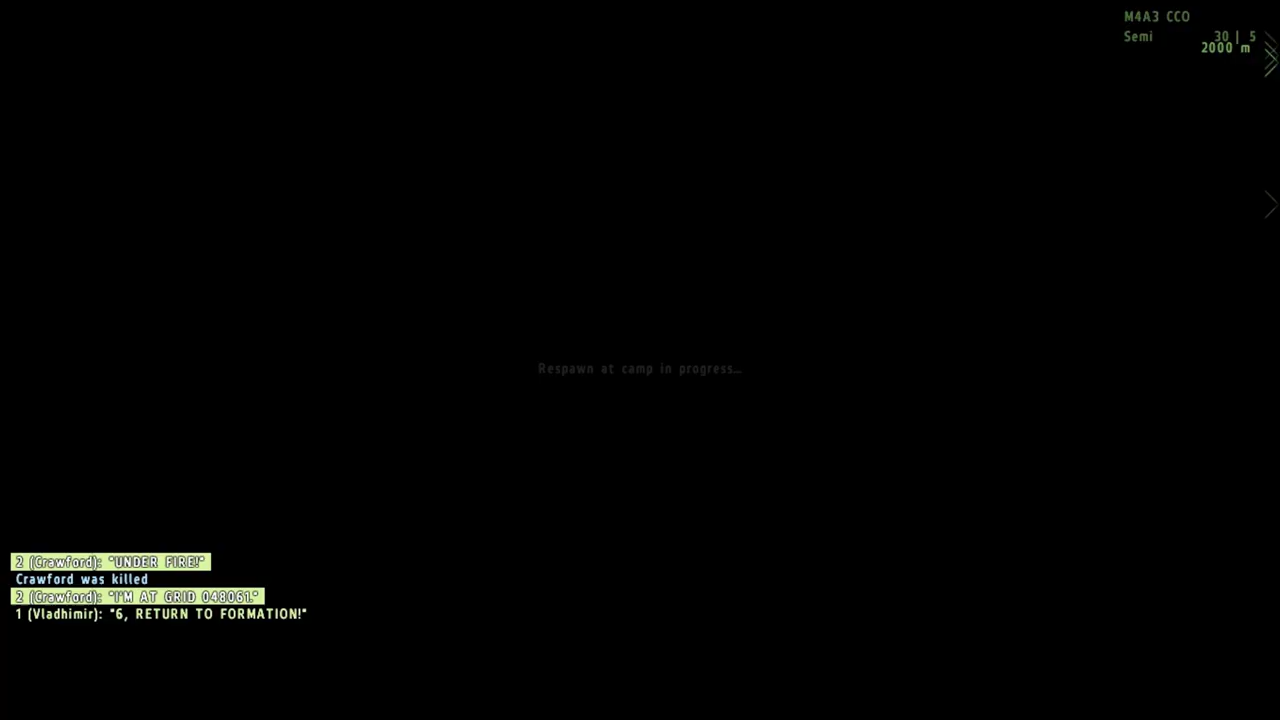 M4A3 CCO
Semi 30 | 5
2000 m
Respawn at camp in progress...
2 (Crawford): "UNDER FIRE!"
Crawford was killed
2 (Crawford): "I'M AT GRID 048061."
1 (Vladhimir): "6, RETURN TO FORMATION!"